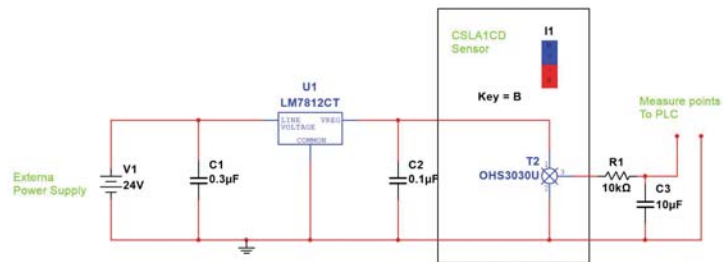 CSLA1CD
Sensor
I1
Key = B
U1
LM7812CT
LINE VREG
VOLTAGE
COMMON
Measure points
To PLC
Externa
Power Supply
V1
24V
C1
0.3µF
C2
0.1µF
T2
OHS3030U
3
R1
10kΩ
C3
10µF